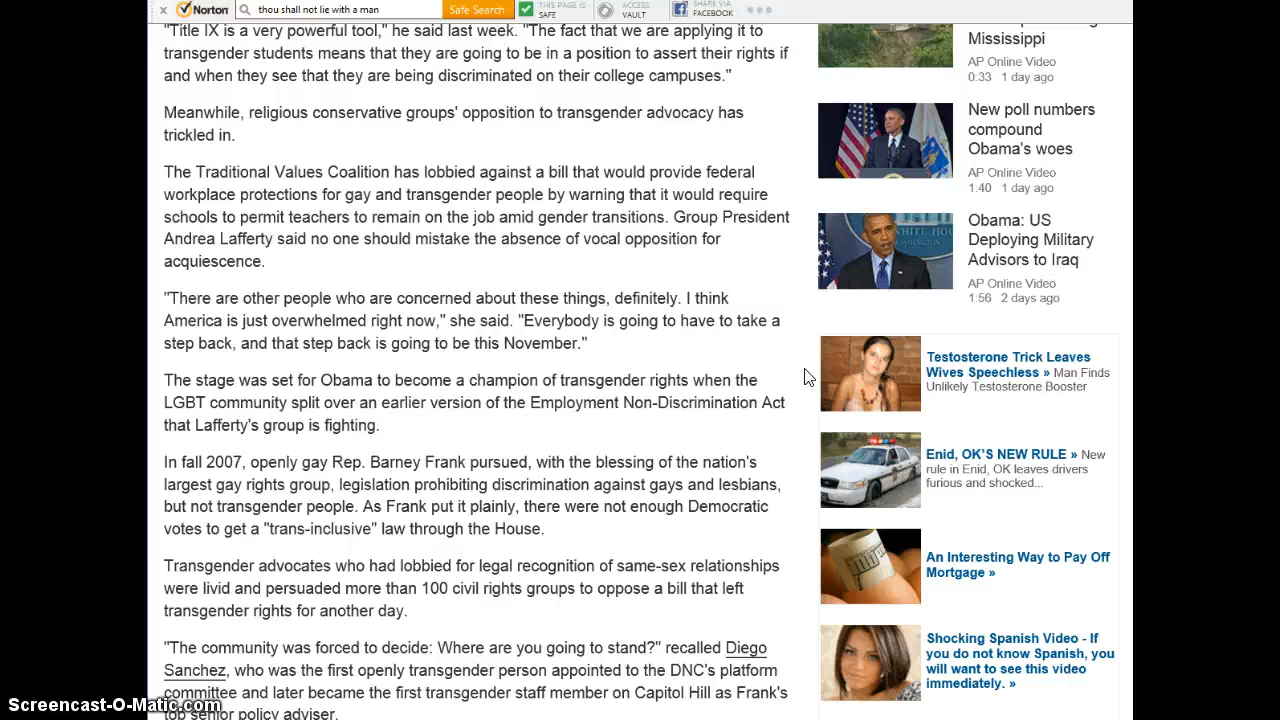 Norton
thou shall not lie with a man
Safe Search
THIS PAGE IS
SAFE
ACCESS
VAULT
SHARE VIA
FACEBOOK
"Title IX is a very powerful tool," he said last week. "The fact that we are applying it to
transgender students means that they are going to be in a position to assert their rights if
and when they see that they are being discriminated on their college campuses."
Meanwhile, religious conservative groups' opposition to transgender advocacy has
trickled in.
The Traditional Values Coalition has lobbied against a bill that would provide federal
workplace protections for gay and transgender people by warning that it would require
schools to permit teachers to remain on the job amid gender transitions. Group President
Andrea Lafferty said no one should mistake the absence of vocal opposition for
acquiescence.
"There are other people who are concerned about these things, definitely. I think
America is just overwhelmed right now," she said. "Everybody is going to have to take a
step back, and that step back is going to be this November."
The stage was set for Obama to become a champion of transgender rights when the
LGBT community split over an earlier version of the Employment Non-Discrimination Act
that Lafferty's group is fighting.
In fall 2007, openly gay Rep. Barney Frank pursued, with the blessing of the nation's
largest gay rights group, legislation prohibiting discrimination against gays and lesbians,
but not transgender people. As Frank put it plainly, there were not enough Democratic
votes to get a "trans-inclusive" law through the House.
Transgender advocates who had lobbied for legal recognition of same-sex relationships
were livid and persuaded more than 100 civil rights groups to oppose a bill that left
transgender rights for another day.
"The community was forced to decide: Where are you going to stand?" recalled Diego
Sanchez, who was the first openly transgender person appointed to the DNC's platform
committee and later became the first transgender staff member on Capitol Hill as Frank's
top senior policy adviser.
Mississippi
AP Online Video
0:33 1 day ago
New poll numbers
compound
Obama's woes
AP Online Video
1:40 1 day ago
Obama: US
Deploying Military
Advisors to Iraq
AP Online Video
1:56 2 days ago
Testosterone Trick Leaves
Wives Speechless » Man Finds
Unlikely Testosterone Booster
Enid, OK'S NEW RULE » New
rule in Enid, OK leaves drivers
furious and shocked...
An Interesting Way to Pay Off
Mortgage »
Shocking Spanish Video - If
you do not know Spanish, you
will want to see this video
immediately. »
Screencast-O-Matic.com